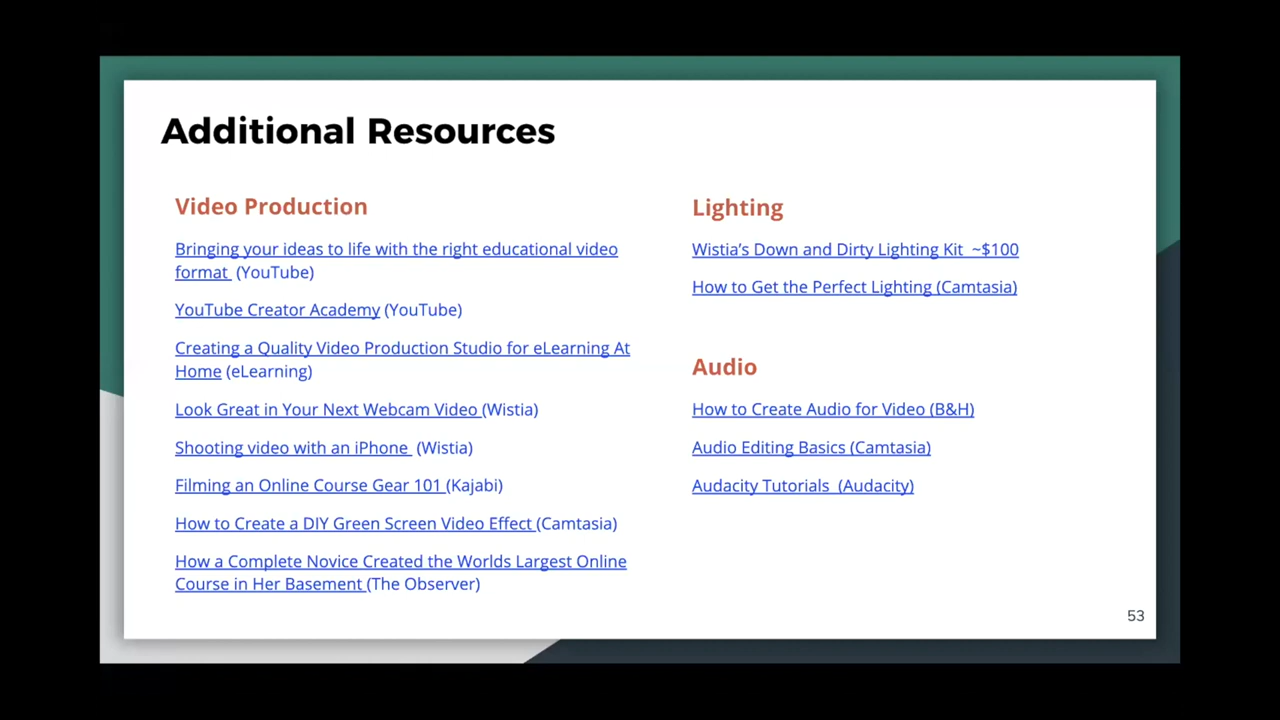 Additional Resources
Video Production
Bringing your ideas to life with the right educational video
format (YouTube)
YouTube Creator Academy (YouTube)
Creating a Quality Video Production Studio for eLearning At
Home (eLearning)
Look Great in Your Next Webcam Video (Wistia)
Shooting video with an iPhone (Wistia)
Filming an Online Course Gear 101 (Kajabi)
How to Create a DIY Green Screen Video Effect (Camtasia)
How a Complete Novice Created the Worlds Largest Online
Course in Her Basement (The Observer)
Lighting
Wistia's Down and Dirty Lighting Kit ~$100
How to Get the Perfect Lighting (Camtasia)
Audio
How to Create Audio for Video (B&H)
Audio Editing Basics (Camtasia)
Audacity Tutorials (Audacity)
53